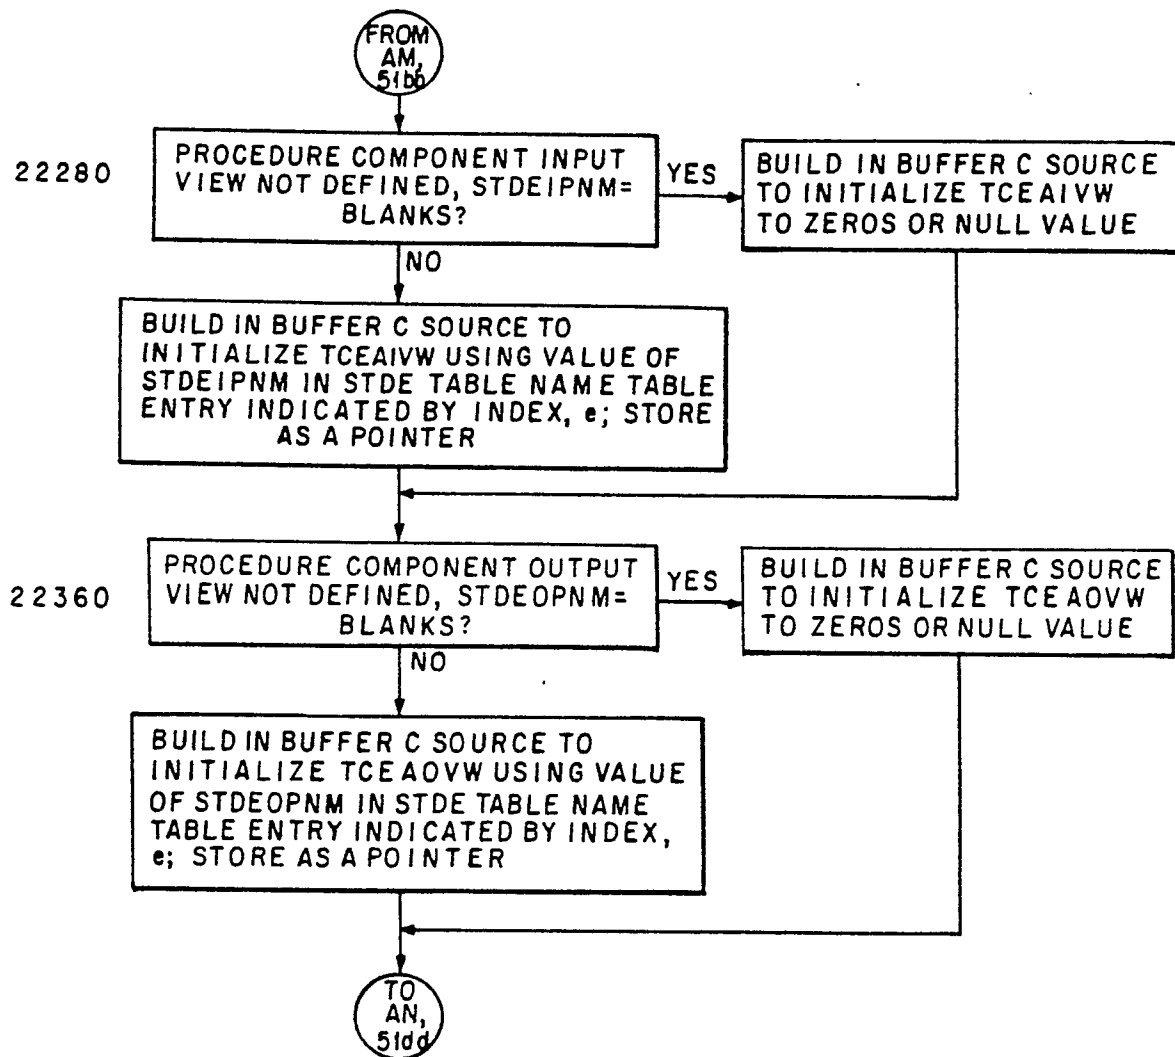 FROM
AM,
51bb
22280
PROCEDURE COMPONENT INPUT
VIEW NOT DEFINED, STDEIPNM=
BLANKS?
YES
BUILD IN BUFFER C SOURCE
TO INITIALIZE TCEAIVW
TO ZEROS OR NULL VALUE
NO
BUILD IN BUFFER C SOURCE TO
INITIALIZE TCEAIVW USING VALUE OF
STDEIPNM IN STDE TABLE NAME TABLE
ENTRY INDICATED BY INDEX, e; STORE
AS A POINTER
22360
PROCEDURE COMPONENT OUTPUT
VIEW NOT DEFINED, STDEOPNM=
BLANKS?
YES
BUILD IN BUFFER C SOURCE
TO INITIALIZE TCEAOVW
TO ZEROS OR NULL VALUE
NO
BUILD IN BUFFER C SOURCE TO
INITIALIZE TCEAOVW USING VALUE
OF STDEOPNM IN STDE TABLE NAME
TABLE ENTRY INDICATED BY INDEX,
e; STORE AS A POINTER
TO
AN,
51dd